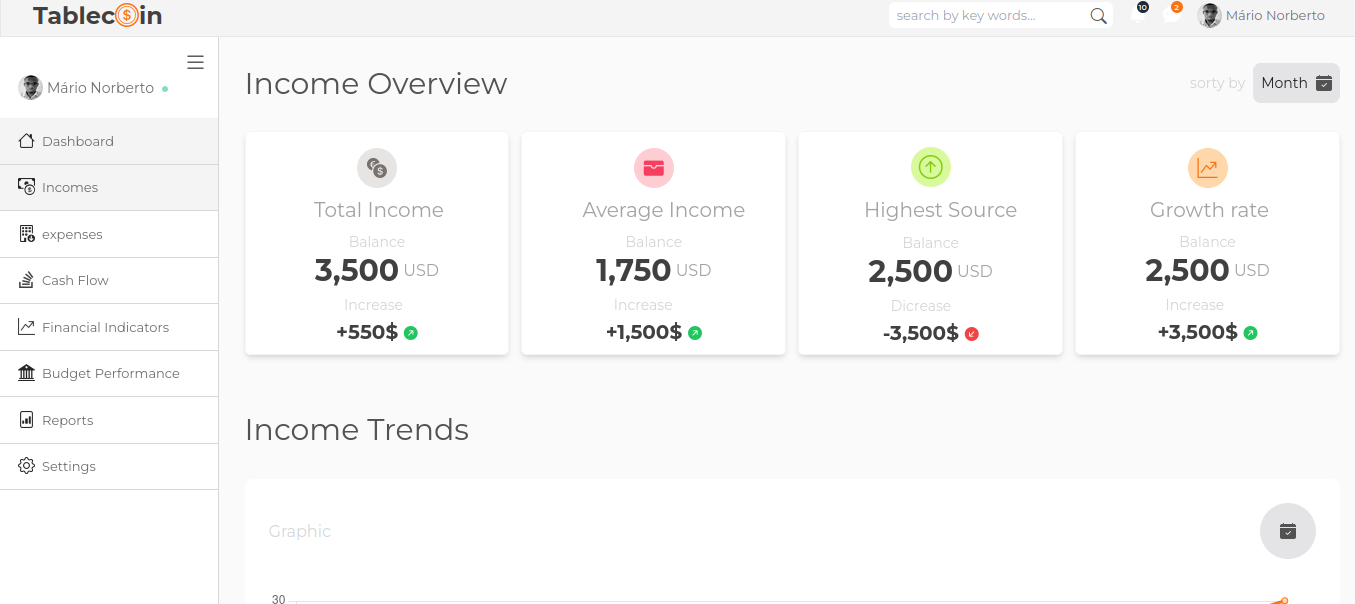 Tablecoin
search by key words...
10
2
Mário Norberto
Mário Norberto
Dashboard
Incomes
expenses
Cash Flow
Financial Indicators
Budget Performance
Reports
Settings
Income Overview
sorty by
Month
Total Income
Balance
3,500 USD
Increase
+550$
Average Income
Balance
1,750 USD
Increase
+1,500$
Highest Source
Balance
2,500 USD
Dicrease
-3,500$
Growth rate
Balance
2,500 USD
Increase
+3,500$
Income Trends
Graphic
30